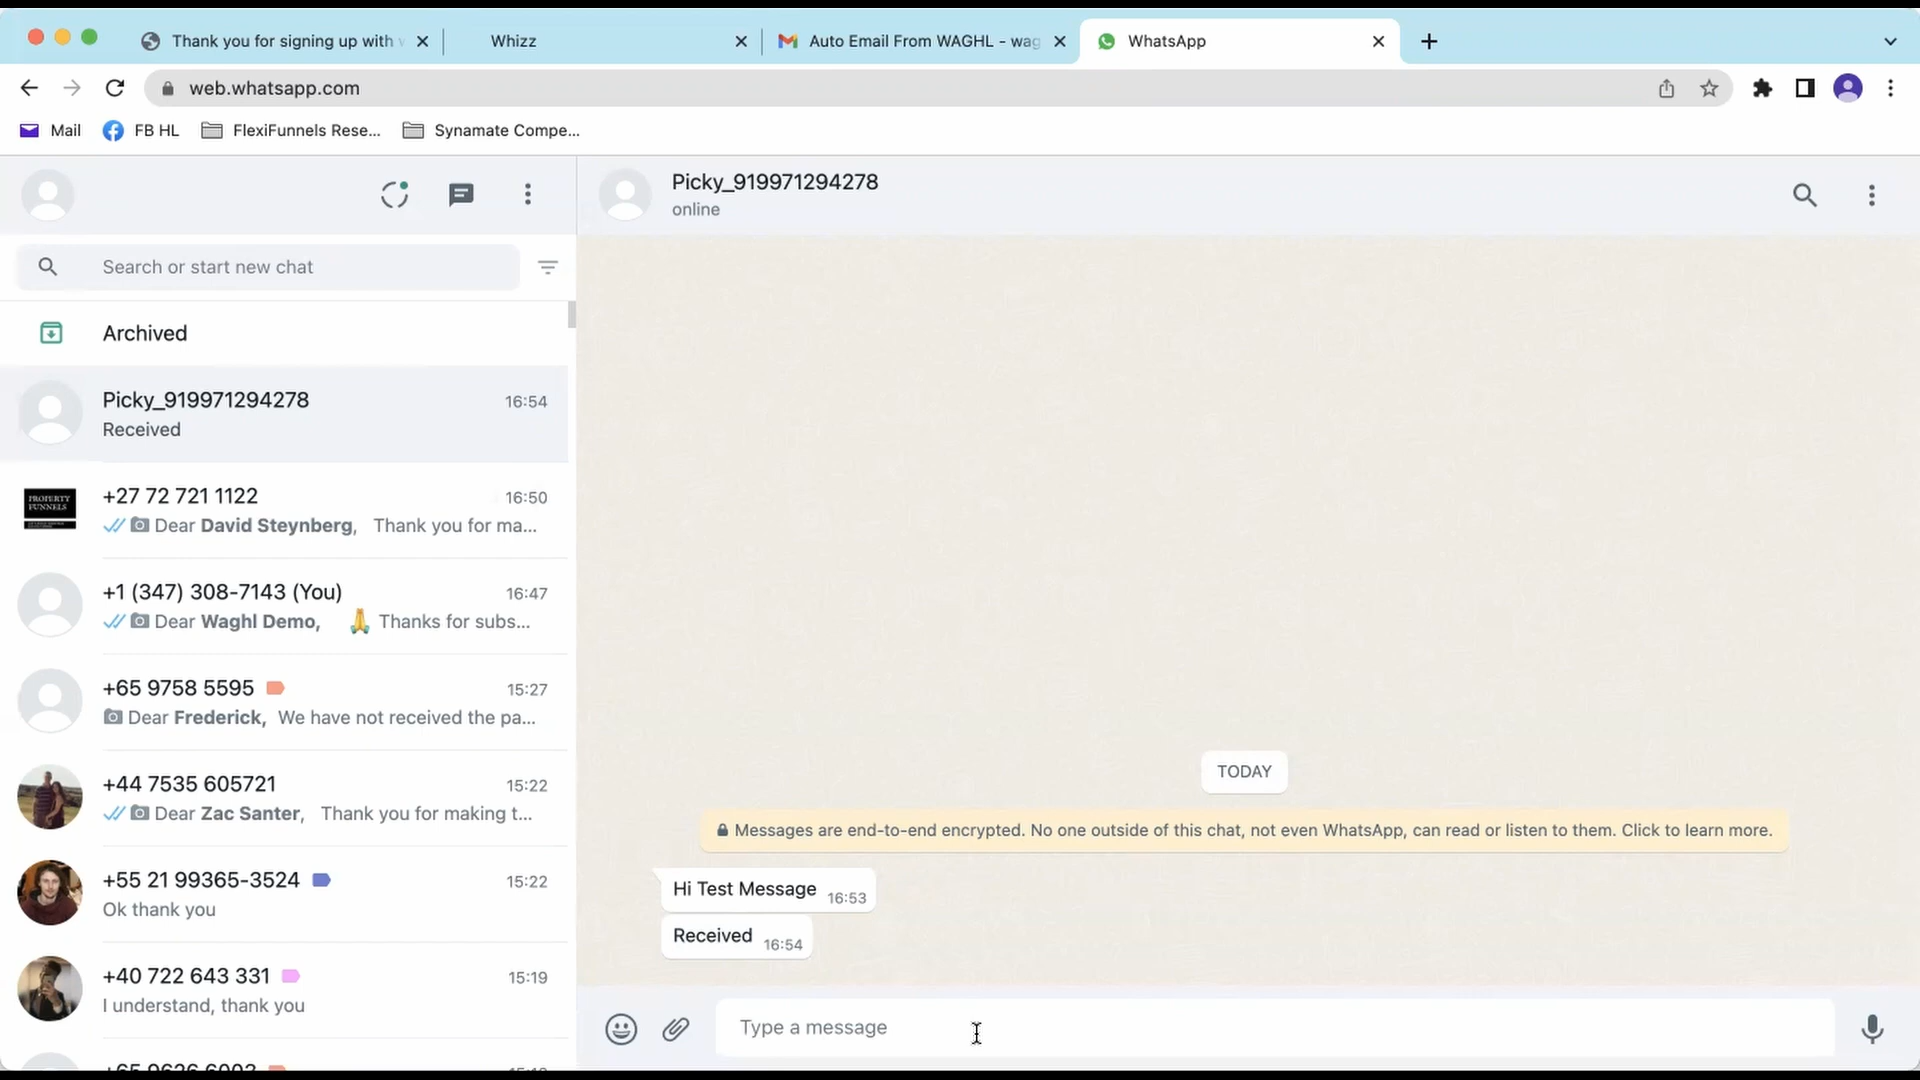 Thank you for signing up with
Whizz
Auto Email From WAGHL - wag
WhatsApp
web.whatsapp.com
Mail
FB HL
FlexiFunnels Rese...
Synamate Compe...
Picky_919971294278
online
Search or start new chat
Archived
Picky_919971294278
16:54
Received
PROPERTY
FUNNELS
+27 72 721 1122
16:50
Dear David Steynberg, Thank you for ma...
+1 (347) 308-7143 (You)
16:47
Dear Waghl Demo, 🙏 Thanks for subs...
+65 9758 5595
15:27
Dear Frederick, We have not received the pa...
+44 7535 605721
15:22
Dear Zac Santer, Thank you for making t...
+55 21 99365-3524
15:22
Ok thank you
+40 722 643 331
15:19
I understand, thank you
TODAY
Messages are end-to-end encrypted. No one outside of this chat, not even WhatsApp, can read or listen to them. Click to learn more.
Hi Test Message 16:53
Received 16:54
Type a message